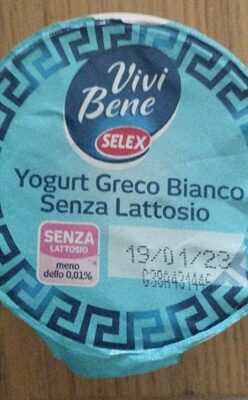 Vivi
Bene
SELEX
Yogurt Greco Bianco
Senza Lattosio
SENZA
LATTOSIO
meno
dello 0,01%
19/01/23